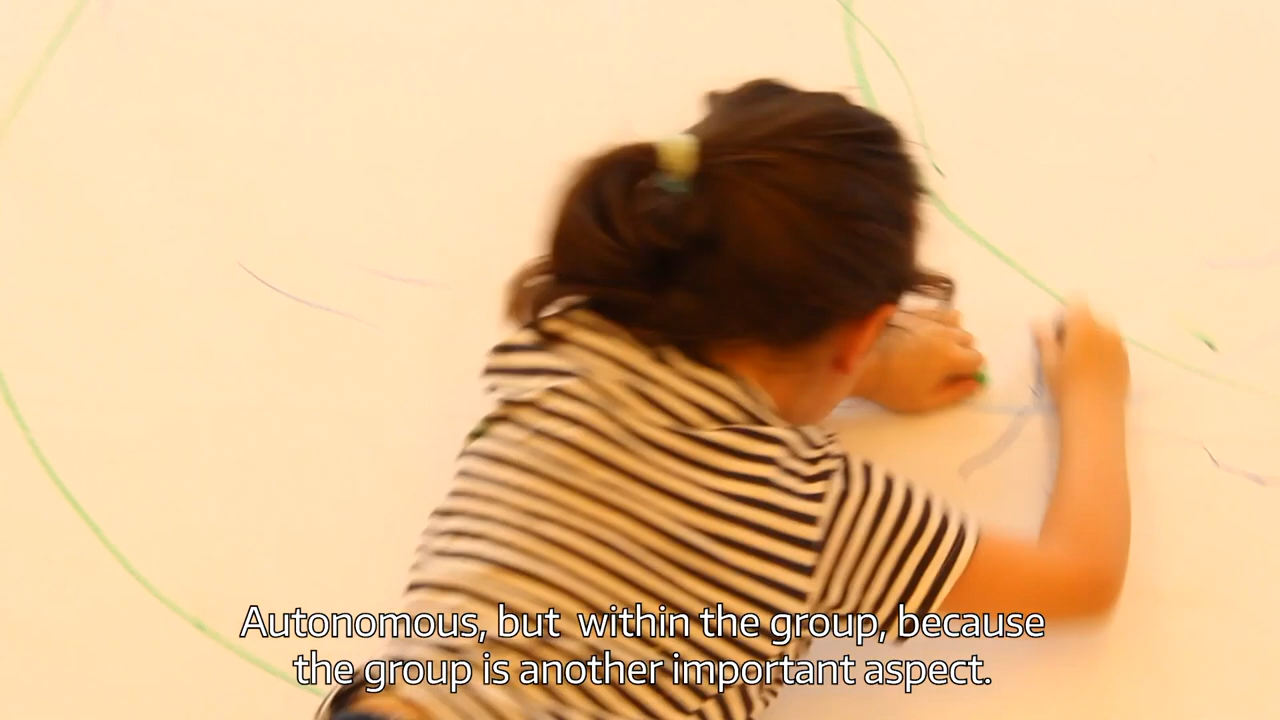 Autonomous, but  within the group, because
the group is another important aspect.